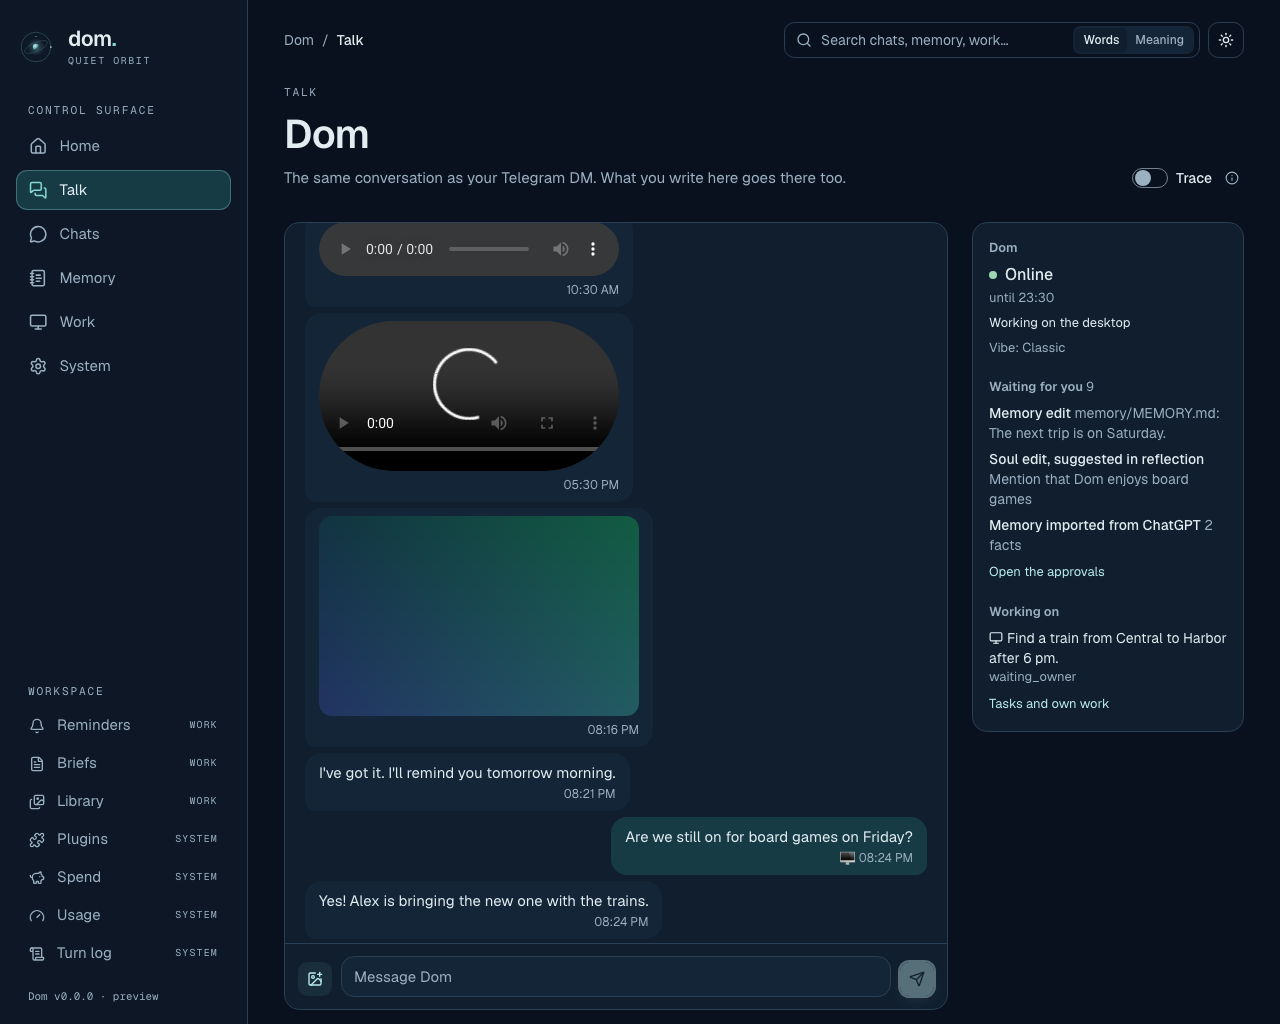 dom.
QUIET ORBIT
CONTROL SURFACE
Home
Talk
Chats
Memory
Work
System
WORKSPACE
Reminders WORK
Briefs WORK
Library WORK
Plugins SYSTEM
Spend SYSTEM
Usage SYSTEM
Turn log SYSTEM
Dom v0.0.0 · preview
Dom / Talk
Search chats, memory, work…
Words Meaning
TALK
Dom
The same conversation as your Telegram DM. What you write here goes there too.
Trace
0:00 / 0:00
10:30 AM
0:00
05:30 PM
08:16 PM
I've got it. I'll remind you tomorrow morning.
08:21 PM
Are we still on for board games on Friday?
08:24 PM
Yes! Alex is bringing the new one with the trains.
08:24 PM
Message Dom
Dom
Online
until 23:30
Working on the desktop
Vibe: Classic
Waiting for you 9
Memory edit memory/MEMORY.md:
The next trip is on Saturday.
Soul edit, suggested in reflection
Mention that Dom enjoys board
games
Memory imported from ChatGPT 2
facts
Open the approvals
Working on
Find a train from Central to Harbor
after 6 pm.
waiting_owner
Tasks and own work